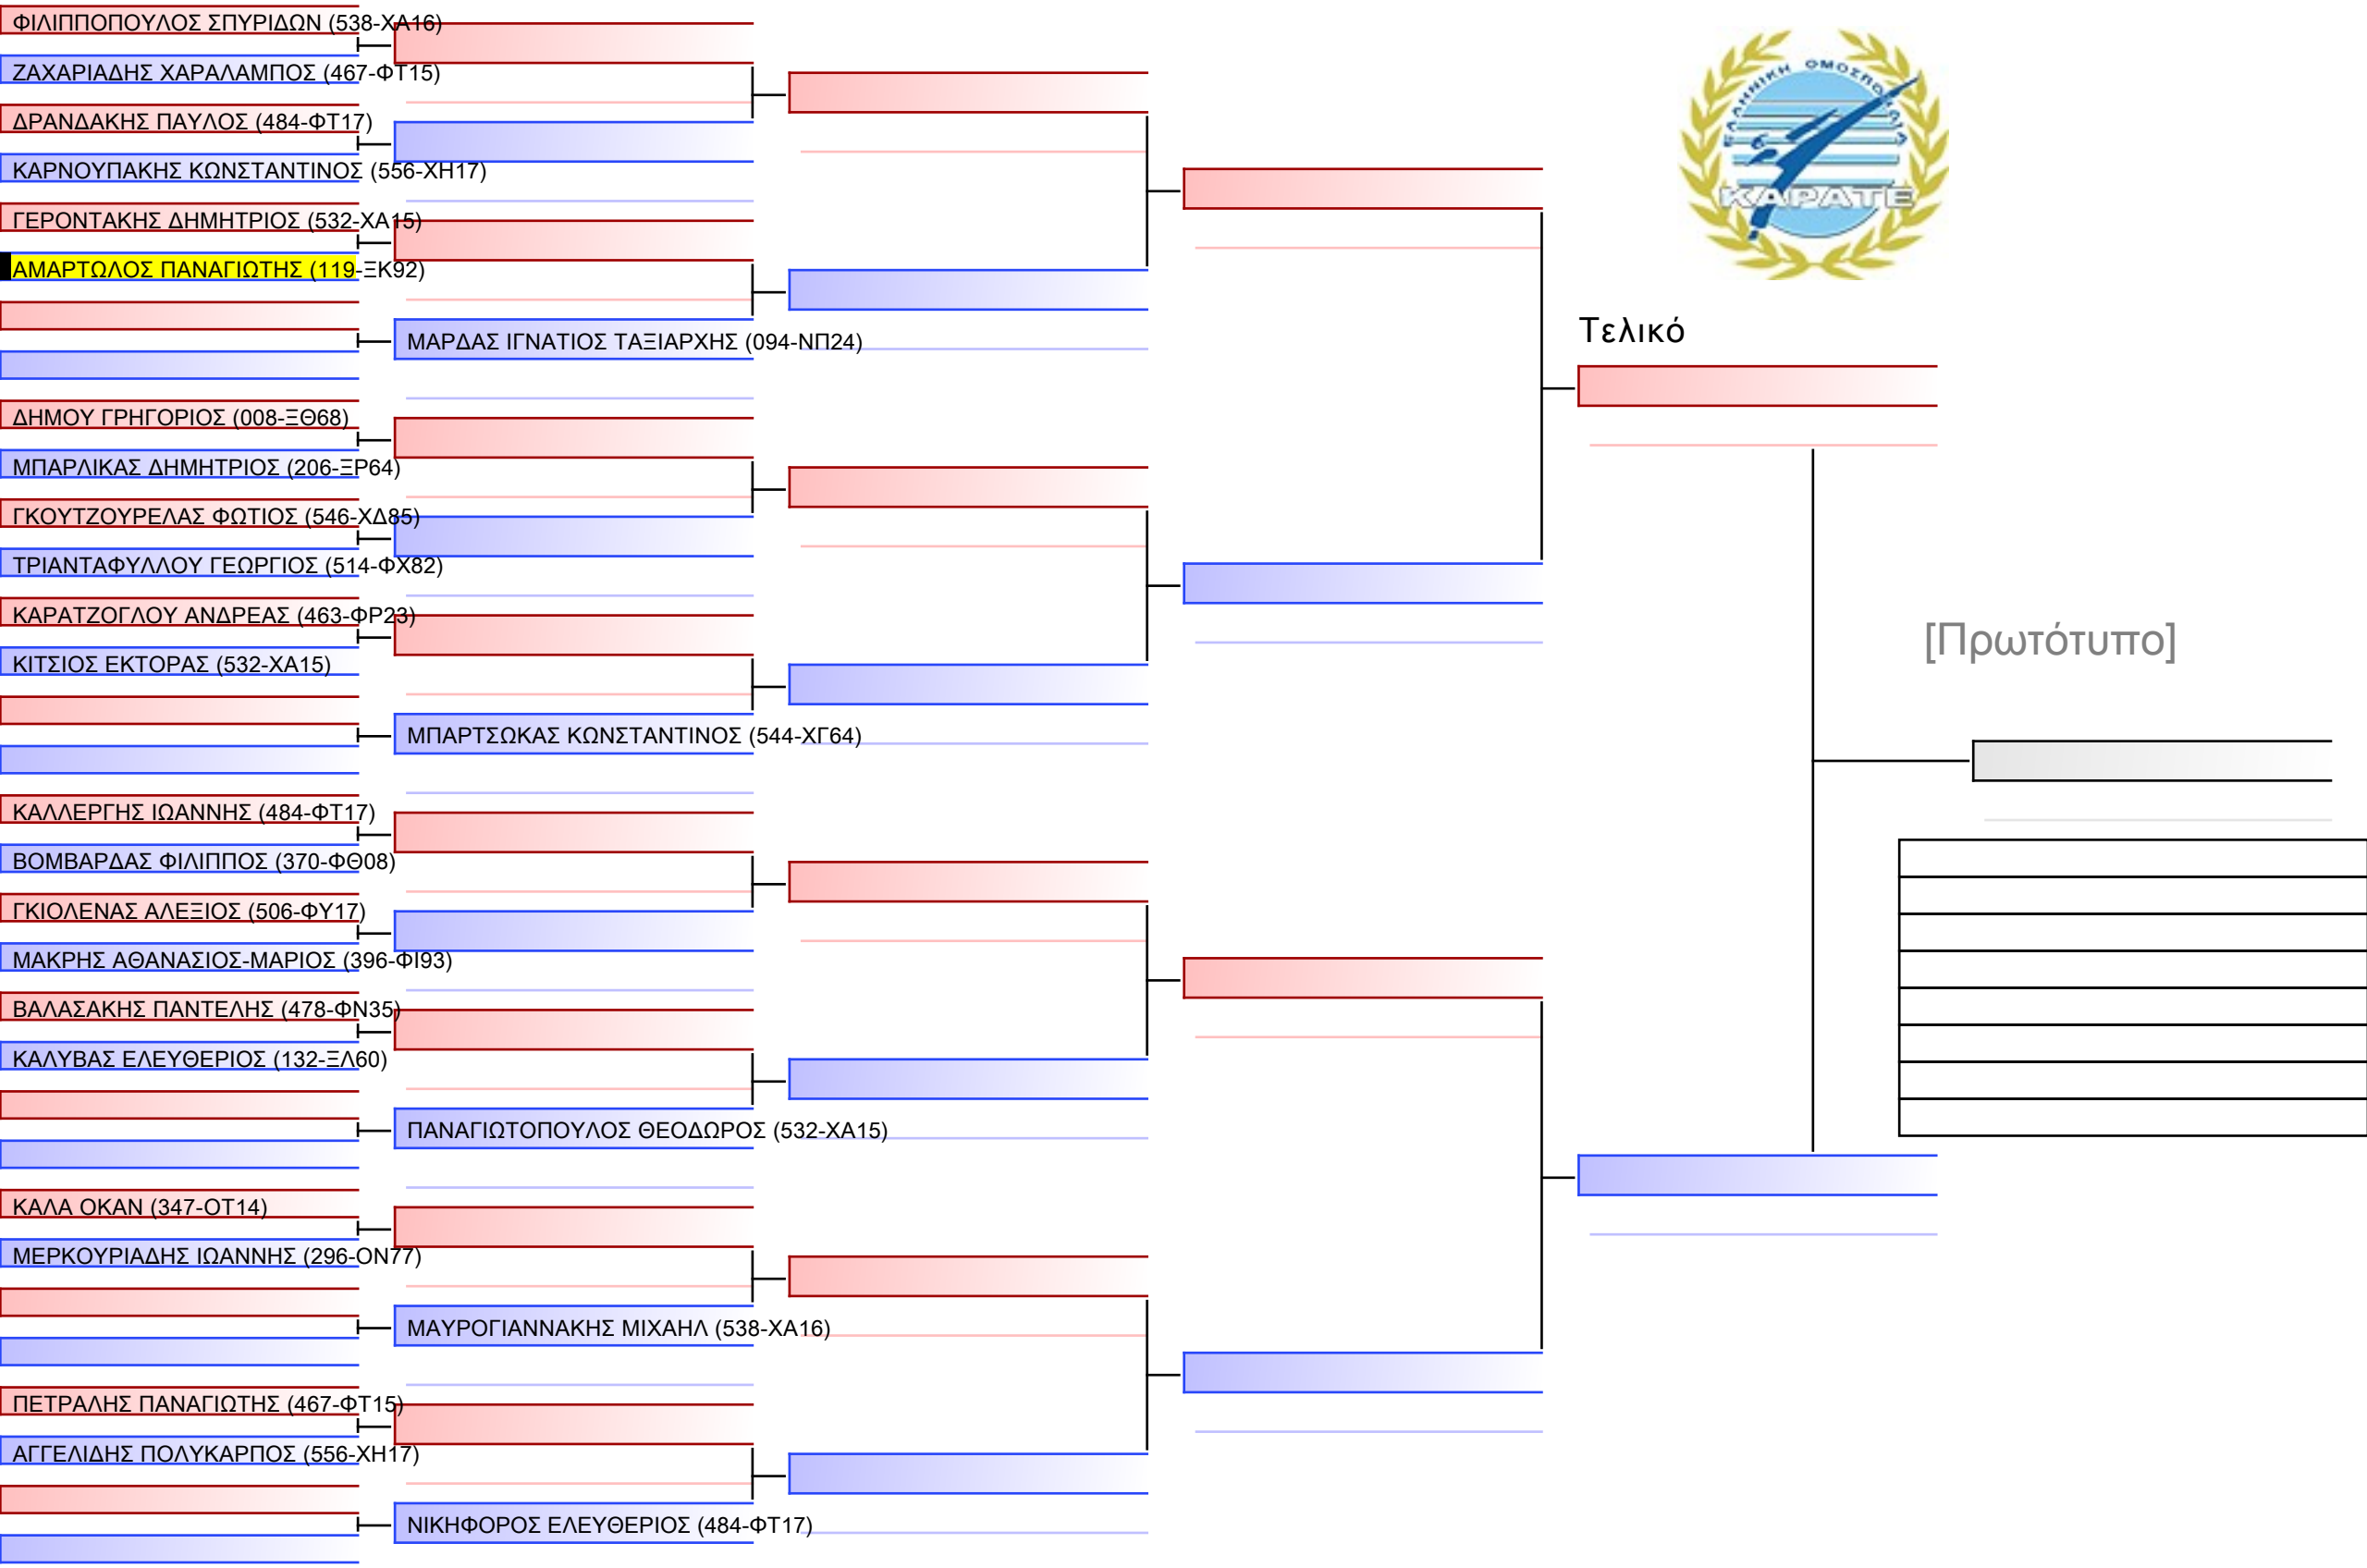 ΦΙΛΙΠΠΟΠΟΥΛΟΣ ΣΠΥΡΙΔΩΝ (538-ΧΑ16)
ΖΑΧΑΡΙΑΔΗΣ ΧΑΡΑΛΑΜΠΟΣ (467-ΦΤ15)
ΔΡΑΝΔΑΚΗΣ ΠΑΥΛΟΣ (484-ΦΤ17)
ΚΑΡΝΟΥΠΑΚΗΣ ΚΩΝΣΤΑΝΤΙΝΟΣ (556-ΧΗ17)
ΓΕΡΟΝΤΑΚΗΣ ΔΗΜΗΤΡΙΟΣ (532-ΧΑ15)
ΑΜΑΡΤΩΛΟΣ ΠΑΝΑΓΙΩΤΗΣ (119-ΞΚ92)
ΜΑΡΔΑΣ ΙΓΝΑΤΙΟΣ ΤΑΞΙΑΡΧΗΣ (094-ΝΠ24)
ΔΗΜΟΥ ΓΡΗΓΟΡΙΟΣ (008-ΞΘ68)
ΜΠΑΡΛΙΚΑΣ ΔΗΜΗΤΡΙΟΣ (206-ΞΡ64)
ΓΚΟΥΤΖΟΥΡΕΛΑΣ ΦΩΤΙΟΣ (546-ΧΔ85)
ΤΡΙΑΝΤΑΦΥΛΛΟΥ ΓΕΩΡΓΙΟΣ (514-ΦΧ82)
ΚΑΡΑΤΖΟΓΛΟΥ ΑΝΔΡΕΑΣ (463-ΦΡ23)
ΚΙΤΣΙΟΣ ΕΚΤΟΡΑΣ (532-ΧΑ15)
ΜΠΑΡΤΣΩΚΑΣ ΚΩΝΣΤΑΝΤΙΝΟΣ (544-ΧΓ64)
ΚΑΛΛΕΡΓΗΣ ΙΩΑΝΝΗΣ (484-ΦΤ17)
ΒΟΜΒΑΡΔΑΣ ΦΙΛΙΠΠΟΣ (370-ΦΘ08)
ΓΚΙΟΛΕΝΑΣ ΑΛΕΞΙΟΣ (506-ΦΥ17)
ΜΑΚΡΗΣ ΑΘΑΝΑΣΙΟΣ-ΜΑΡΙΟΣ (396-ΦΙ93)
ΒΑΛΑΣΑΚΗΣ ΠΑΝΤΕΛΗΣ (478-ΦΝ35)
ΚΑΛΥΒΑΣ ΕΛΕΥΘΕΡΙΟΣ (132-ΞΛ60)
ΠΑΝΑΓΙΩΤΟΠΟΥΛΟΣ ΘΕΟΔΩΡΟΣ (532-ΧΑ15)
ΚΑΛΑ ΟΚΑΝ (347-ΟΤ14)
ΜΕΡΚΟΥΡΙΑΔΗΣ ΙΩΑΝΝΗΣ (296-ΟΝ77)
ΜΑΥΡΟΓΙΑΝΝΑΚΗΣ ΜΙΧΑΗΛ (538-ΧΑ16)
ΠΕΤΡΑΛΗΣ ΠΑΝΑΓΙΩΤΗΣ (467-ΦΤ15)
ΑΓΓΕΛΙΔΗΣ ΠΟΛΥΚΑΡΠΟΣ (556-ΧΗ17)
ΝΙΚΗΦΟΡΟΣ ΕΛΕΥΘΕΡΙΟΣ (484-ΦΤ17)
ΕΛΛΗΝΙΚΗ ΟΜΟΣΠΟΝΔΙΑ
ΚΑΡΑΤΕ
Τελικό
[Πρωτότυπο]